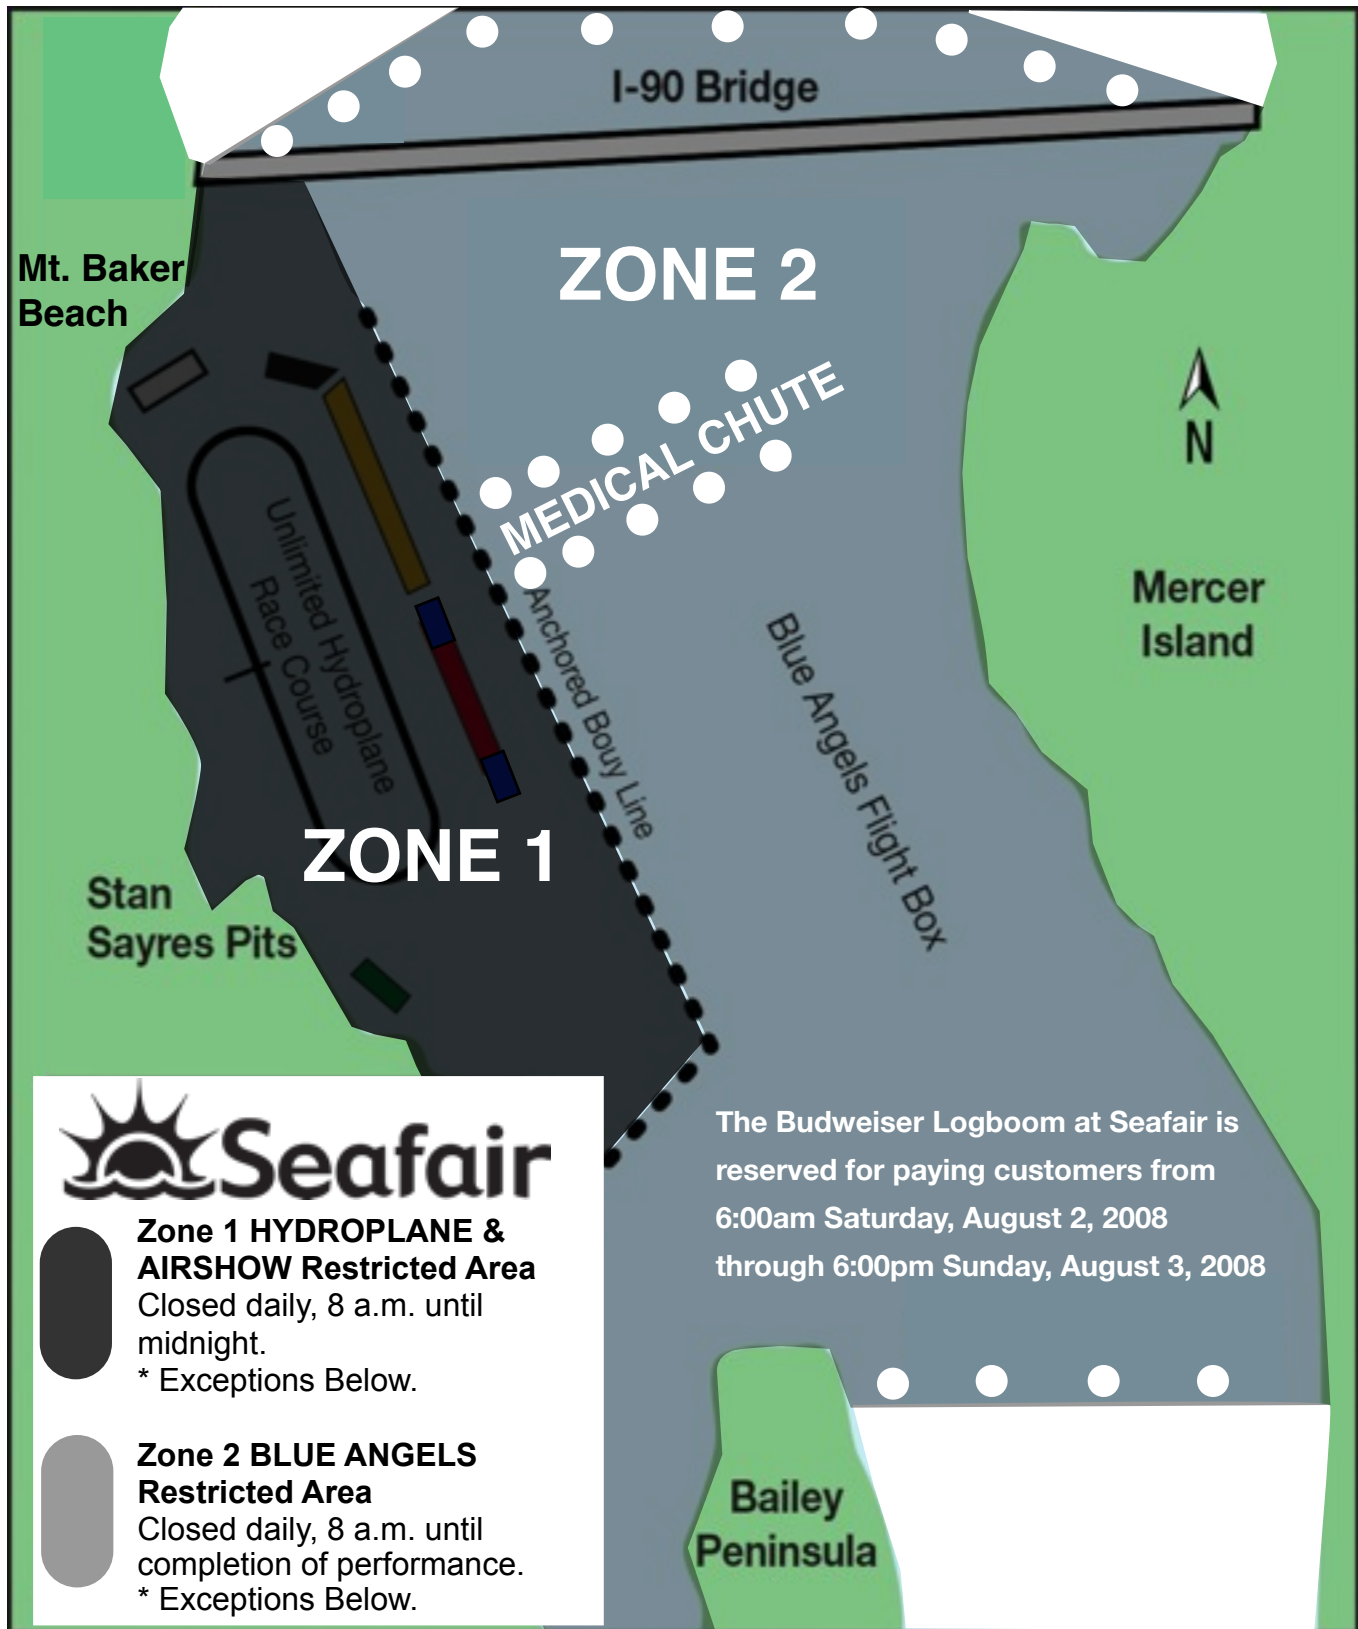 I-90 Bridge
Mt. Baker
Beach
ZONE 2
MEDICAL CHUTE
N
Unlimited Hydroplane
Race Course
Anchored Bouy Line
Blue Angels Flight Box
Mercer
Island
ZONE 1
Stan
Sayres Pits
Seafair
Zone 1 HYDROPLANE &
AIRSHOW Restricted Area
Closed daily, 8 a.m. until
midnight.
* Exceptions Below.
Zone 2 BLUE ANGELS
Restricted Area
Closed daily, 8 a.m. until
completion of performance.
* Exceptions Below.
The Budweiser Logboom at Seafair is
reserved for paying customers from
6:00am Saturday, August 2, 2008
through 6:00pm Sunday, August 3, 2008
Bailey
Peninsula